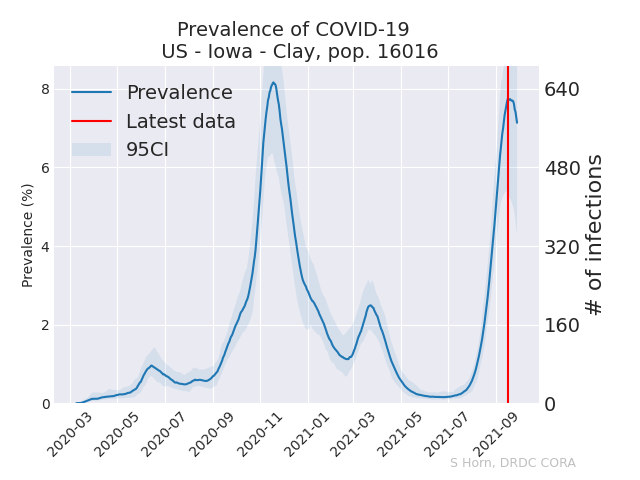 Prevalence of COVID-19
US - Iowa - Clay, pop. 16016
Prevalence
Latest data
95CI
8
6
4
2
0
Prevalence (%)
640
480
320
160
0
# of infections
2020-03
2020-05
2020-07
2020-09
2020-11
2021-01
2021-03
2021-05
2021-07
2021-09
S Horn, DRDC CORA